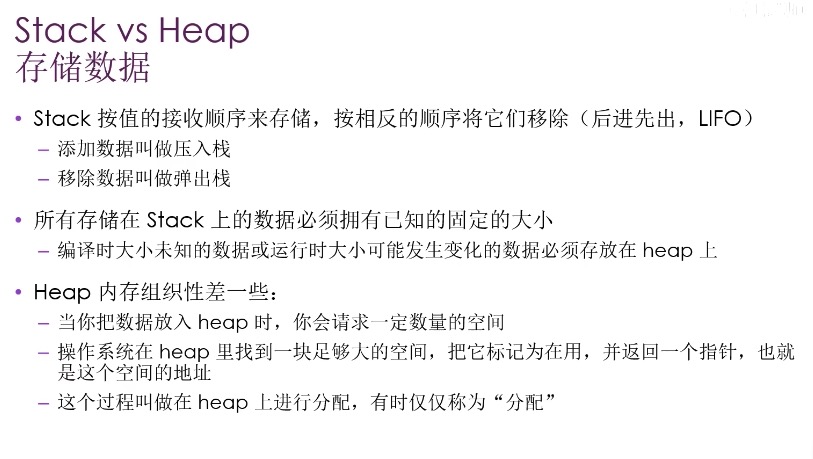 Stack vs Heap
存储数据
• Stack 按值的接收顺序来存储，按相反的顺序将它们移除（后进先出，LIFO）
– 添加数据叫做压入栈
– 移除数据叫做弹出栈
• 所有存储在 Stack 上的数据必须拥有已知的固定的大小
– 编译时大小未知的数据或运行时大小可能发生变化的数据必须存放在 heap 上
• Heap 内存组织性差一些：
– 当你把数据放入 heap 时，你会请求一定数量的空间
– 操作系统在 heap 里找到一块足够大的空间，把它标记为在用，并返回一个指针，也就
是这个空间的地址
– 这个过程叫做在 heap 上进行分配，有时仅仅称为“分配”